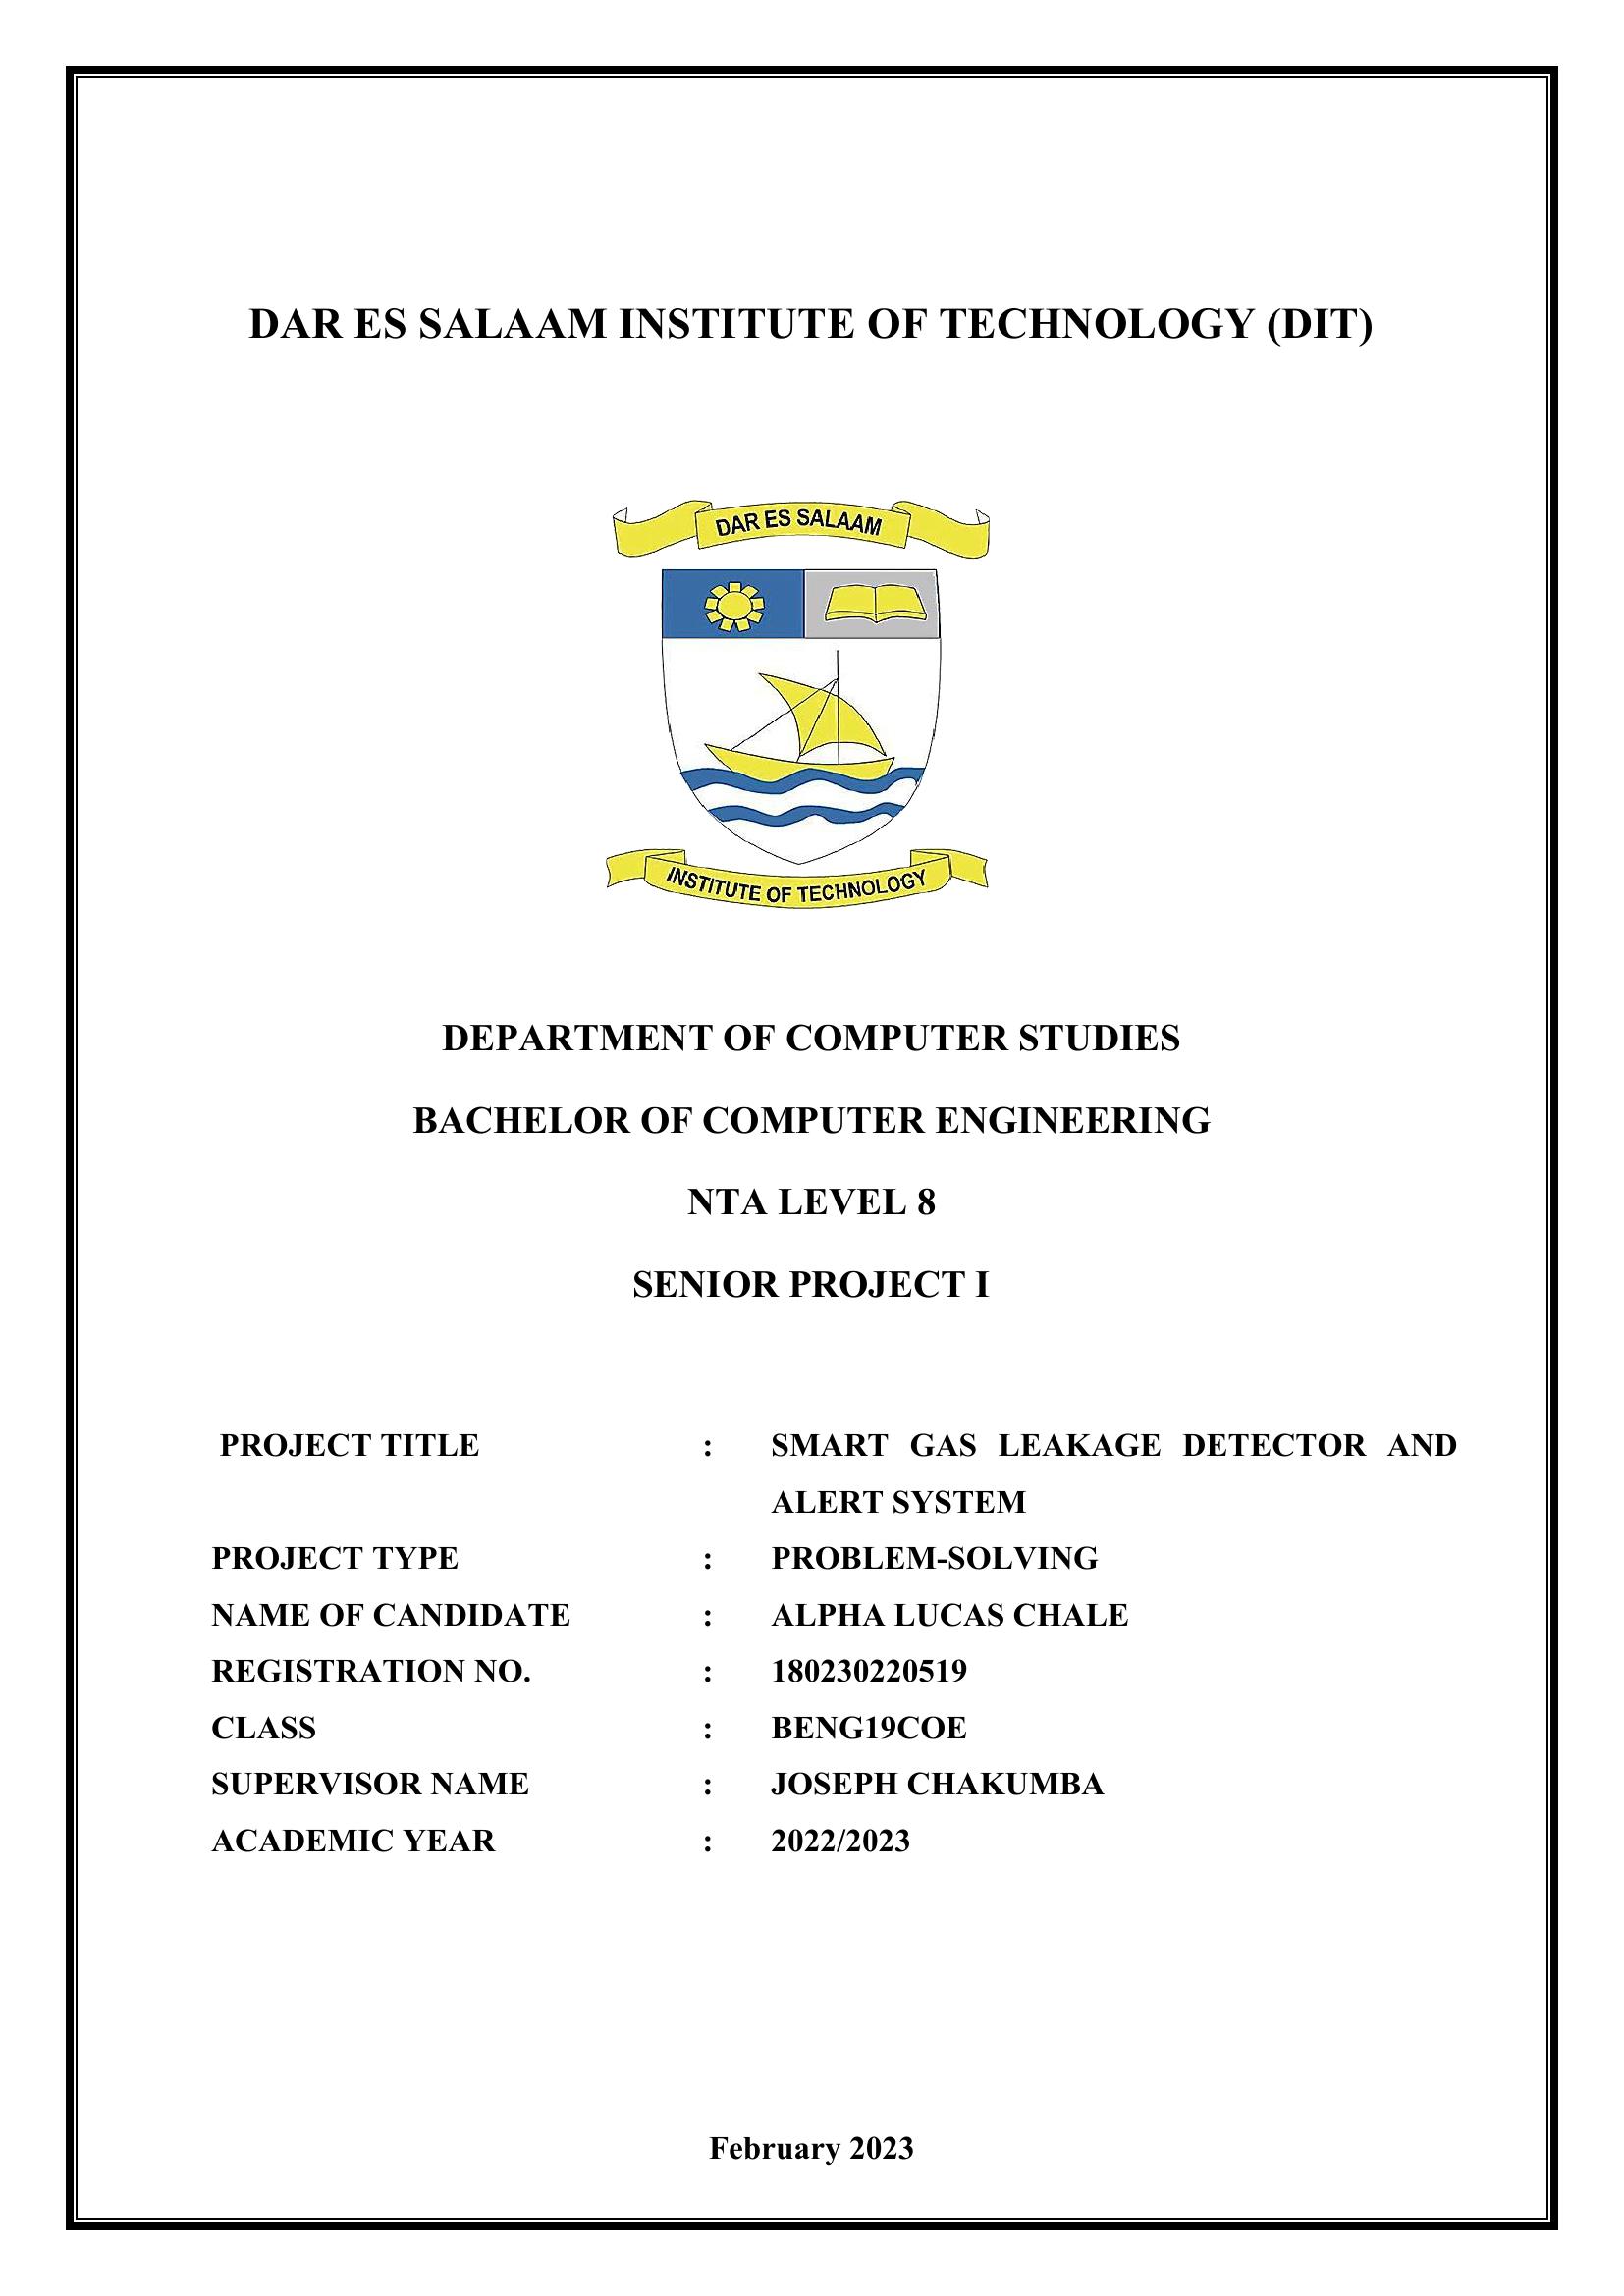 DAR ES SALAAM INSTITUTE OF TECHNOLOGY (DIT)
DAR ES SALAAM
INSTITUTE OF TECHNOLOGY
DEPARTMENT OF COMPUTER STUDIES
BACHELOR OF COMPUTER ENGINEERING
NTA LEVEL 8
SENIOR PROJECT I
PROJECT TITLE : SMART GAS LEAKAGE DETECTOR AND
ALERT SYSTEM
PROJECT TYPE : PROBLEM-SOLVING
NAME OF CANDIDATE : ALPHA LUCAS CHALE
REGISTRATION NO. : 180230220519
CLASS : BENG19COE
SUPERVISOR NAME : JOSEPH CHAKUMBA
ACADEMIC YEAR : 2022/2023
February 2023